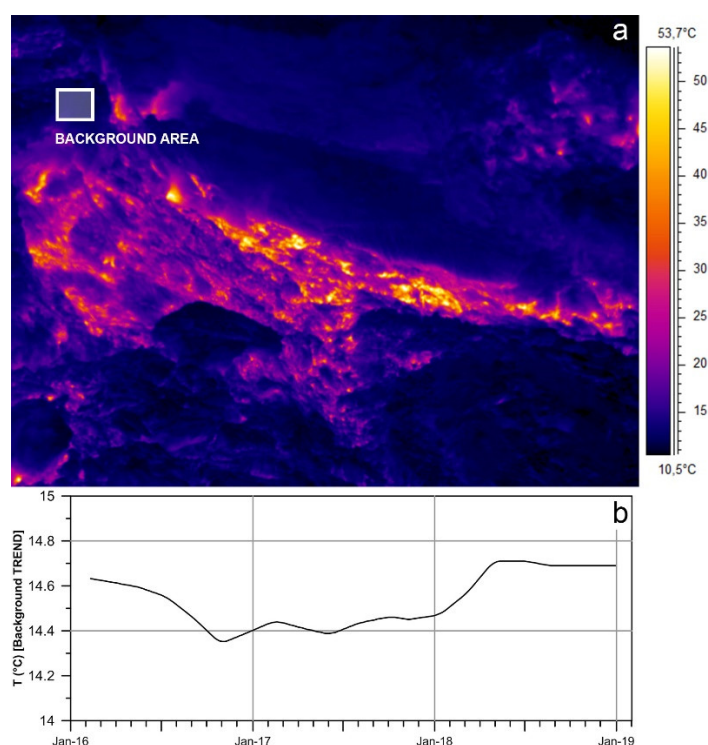 a
53,7°C
50
45
40
35
30
25
20
15
10,5°C
BACKGROUND AREA
b
T (°C) [Background TREND]
15
14.8
14.6
14.4
14.2
14
Jan-16
Jan-17
Jan-18
Jan-19